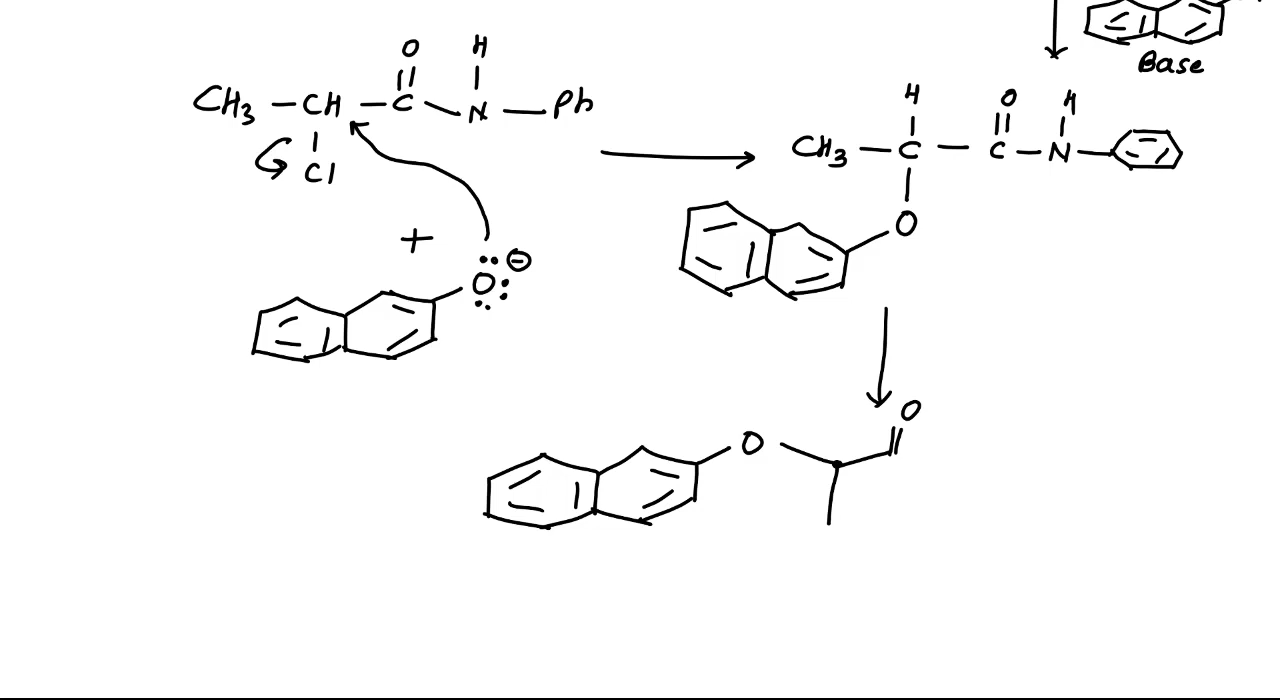 Base
O H
CH3 - CH - C - N - Ph
Cl
H O H
CH3 - C - C - N
O
+
O: ⊖
O
O